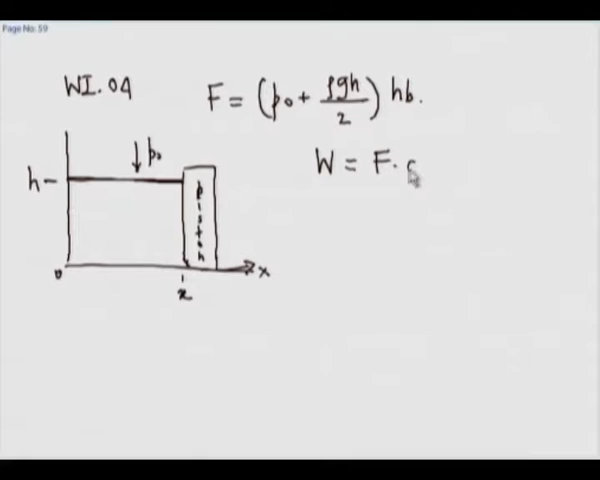 Page No.59
WI.04
F = (p₀ + ρgh/2) hb.
↓ p₀
W = F.
h
piston
0
x
x